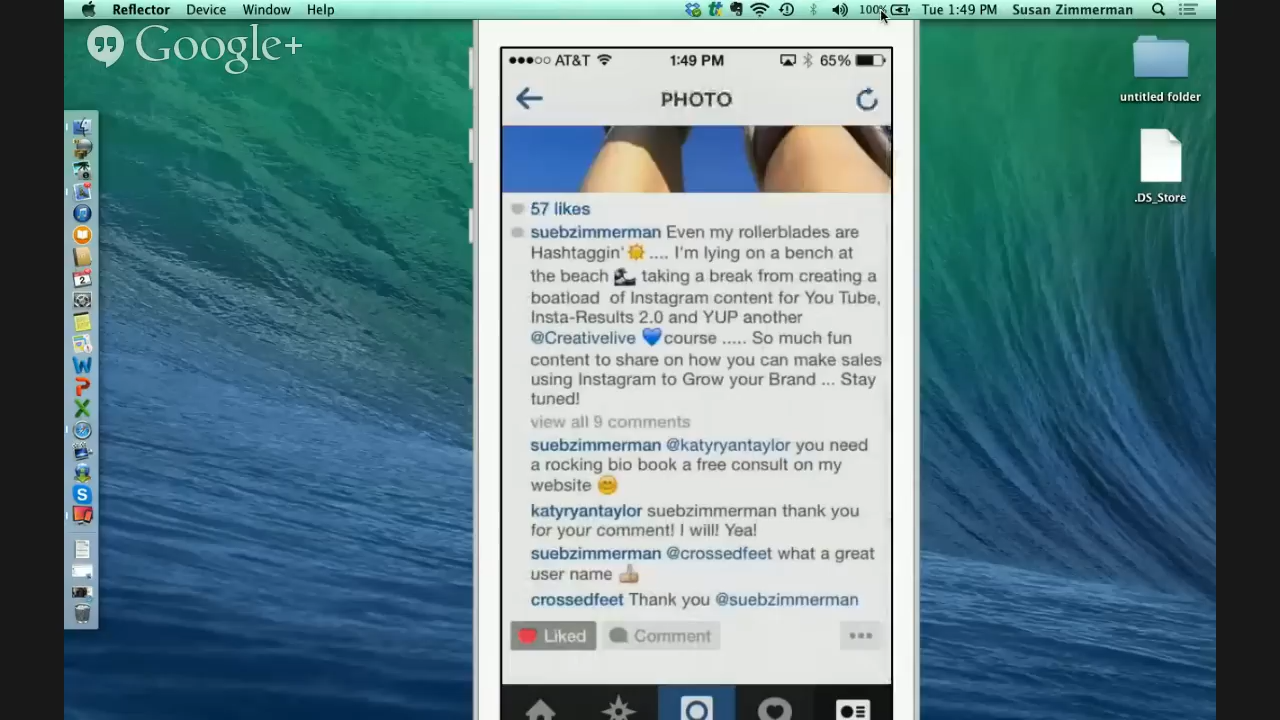 Reflector Device Window Help 100% Tue 1:49 PM Susan Zimmerman
Google+
AT&T 1:49 PM 65%
PHOTO
untitled folder
.DS_Store
57 likes
suebzimmerman Even my rollerblades are
Hashtaggin' .... I'm lying on a bench at
the beach taking a break from creating a
boatload of Instagram content for You Tube,
Insta-Results 2.0 and YUP another
@Creativelive 💙course ..... So much fun
content to share on how you can make sales
using Instagram to Grow your Brand ... Stay
tuned!
view all 9 comments
suebzimmerman @katyryantaylor you need
a rocking bio book a free consult on my
website 😊
katyryantaylor suebzimmerman thank you
for your comment! I will! Yea!
suebzimmerman @crossedfeet what a great
user name 👍
crossedfeet Thank you @suebzimmerman
Liked Comment